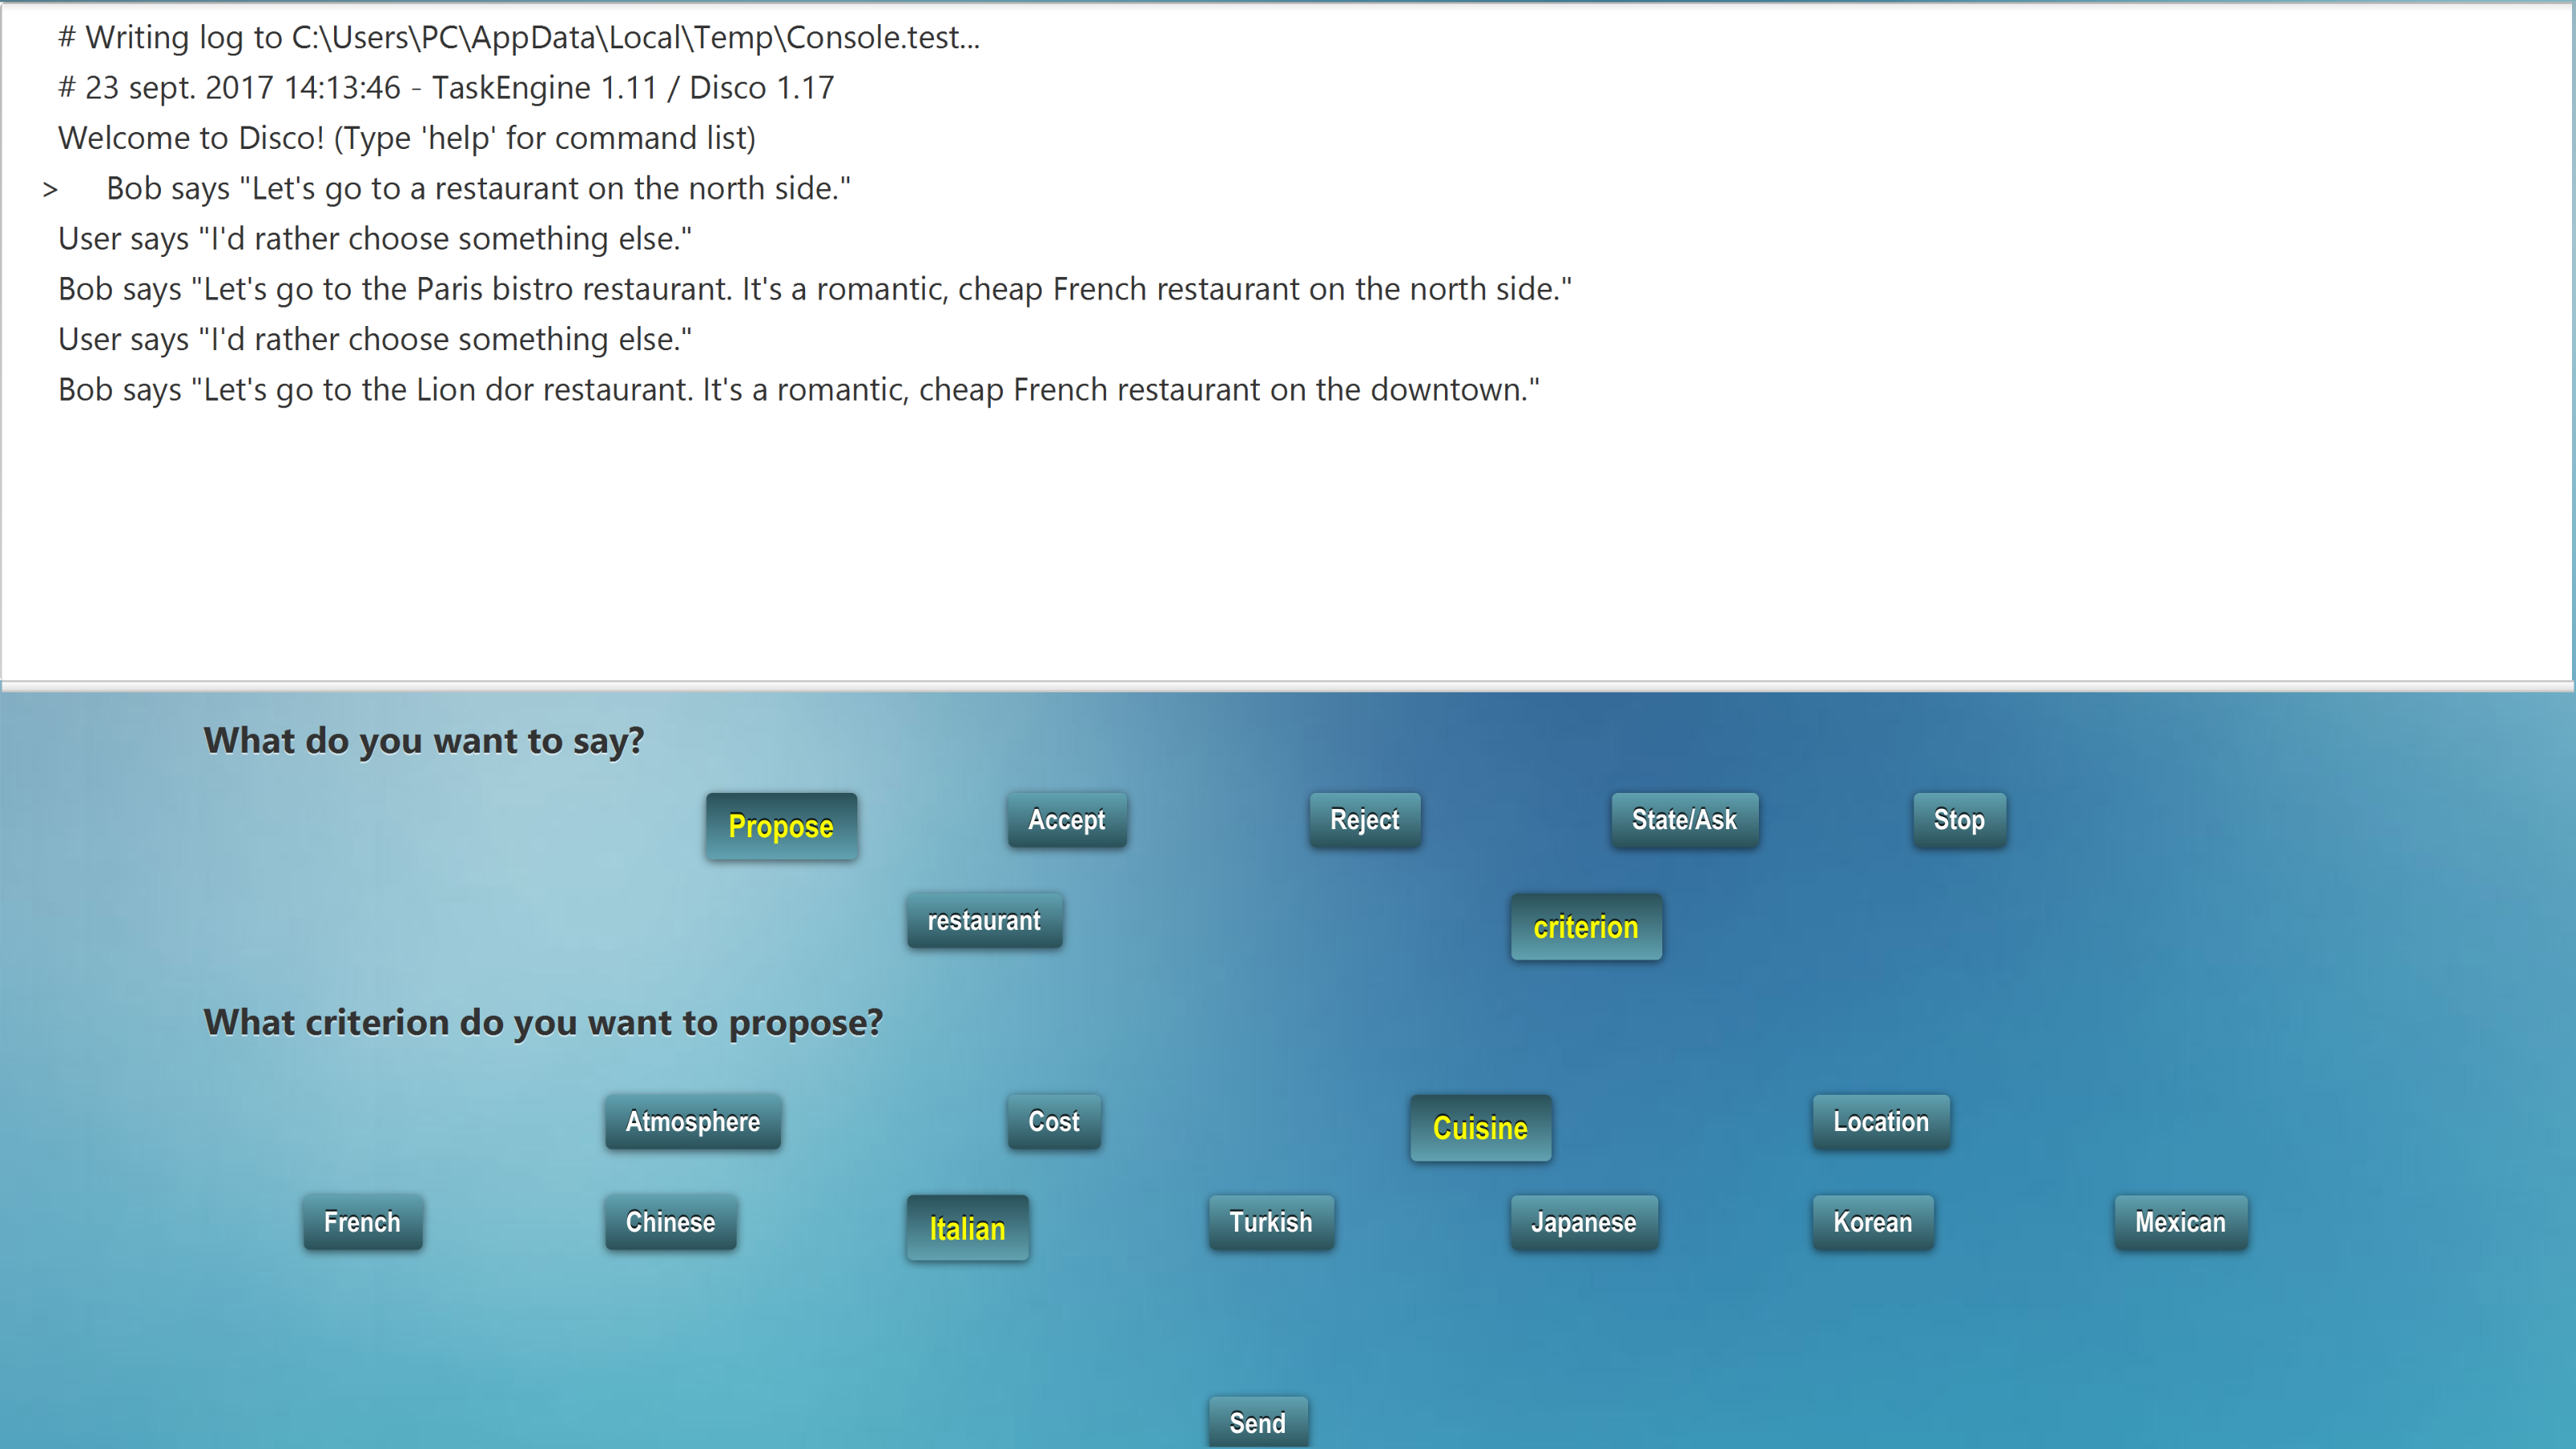 # Writing log to C:\Users\PC\AppData\Local\Temp\Console.test...
# 23 sept. 2017 14:13:46 - TaskEngine 1.11 / Disco 1.17
Welcome to Disco! (Type 'help' for command list)
> Bob says "Let's go to a restaurant on the north side."
User says "I'd rather choose something else."
Bob says "Let's go to the Paris bistro restaurant. It's a romantic, cheap French restaurant on the north side."
User says "I'd rather choose something else."
Bob says "Let's go to the Lion dor restaurant. It's a romantic, cheap French restaurant on the downtown."
What do you want to say?
Propose Accept Reject State/Ask Stop
restaurant criterion
What criterion do you want to propose?
Atmosphere Cost Cuisine Location
French Chinese Italian Turkish Japanese Korean Mexican
Send